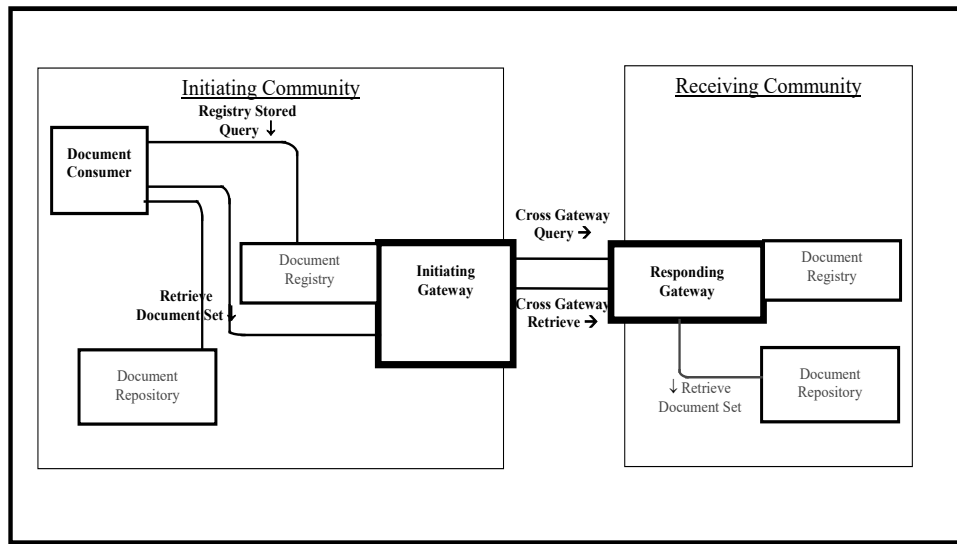 Initiating Community
Receiving Community
Registry Stored
Query ↓
Document
Consumer
Cross Gateway
Query →
Document
Registry
Initiating
Gateway
Responding
Gateway
Document
Registry
Retrieve
Document Set ↓
Cross Gateway
Retrieve →
Document
Repository
↓ Retrieve
Document Set
Document
Repository